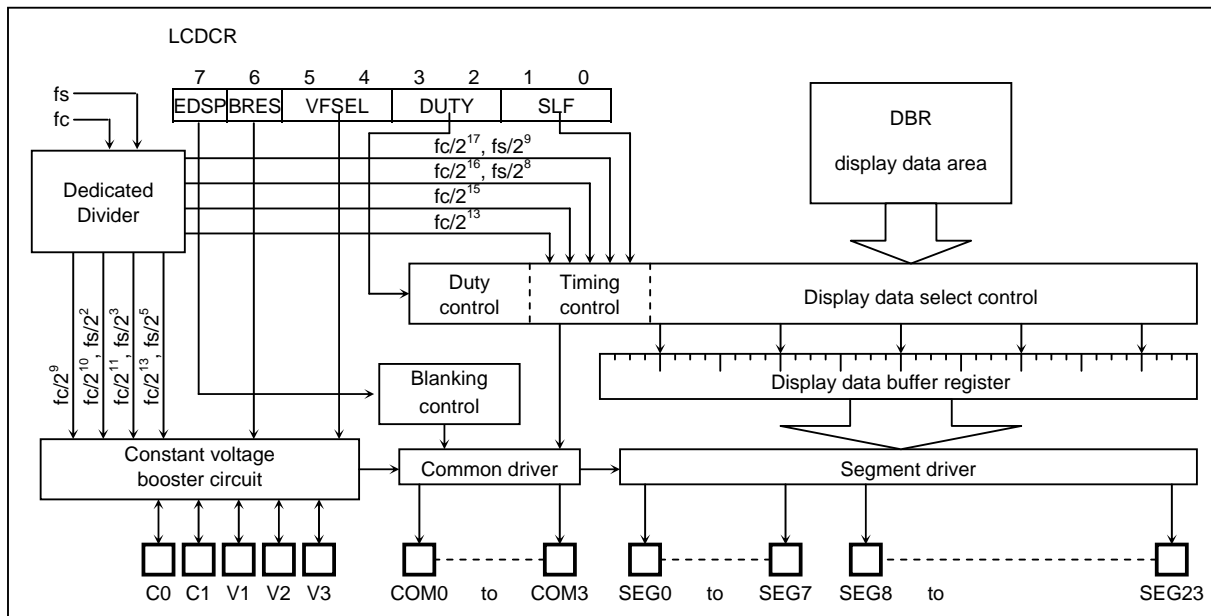 LCDCR
7 6 5 4 3 2 1 0
EDSP BRES VFSEL DUTY SLF
fs
fc
Dedicated
Divider
fc/2^17, fs/2^9
fc/2^16, fs/2^8
fc/2^15
fc/2^13
DBR
display data area
Duty
control
Timing
control
Display data select control
fc/2^9
fc/2^10, fs/2^2
fc/2^11, fs/2^3
fc/2^13, fs/2^5
Blanking
control
Display data buffer register
Constant voltage
booster circuit
Common driver
Segment driver
C0 C1 V1 V2 V3 COM0 to COM3 SEG0 to SEG7 SEG8 to SEG23